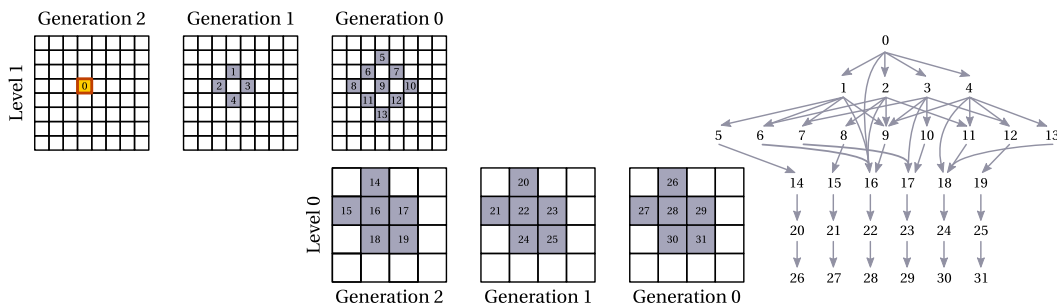 Generation 2
Generation 1
Generation 0
Level 1
0
1
2 3
4
5
6 7
8 9 10
11 12
13
Level 0
14
15 16 17
18 19
20
21 22 23
24 25
26
27 28 29
30 31
Generation 2
Generation 1
Generation 0
0
1 2 3 4
5 6 7 8 9 10 11 12 13
14 15 16 17 18 19
20 21 22 23 24 25
26 27 28 29 30 31